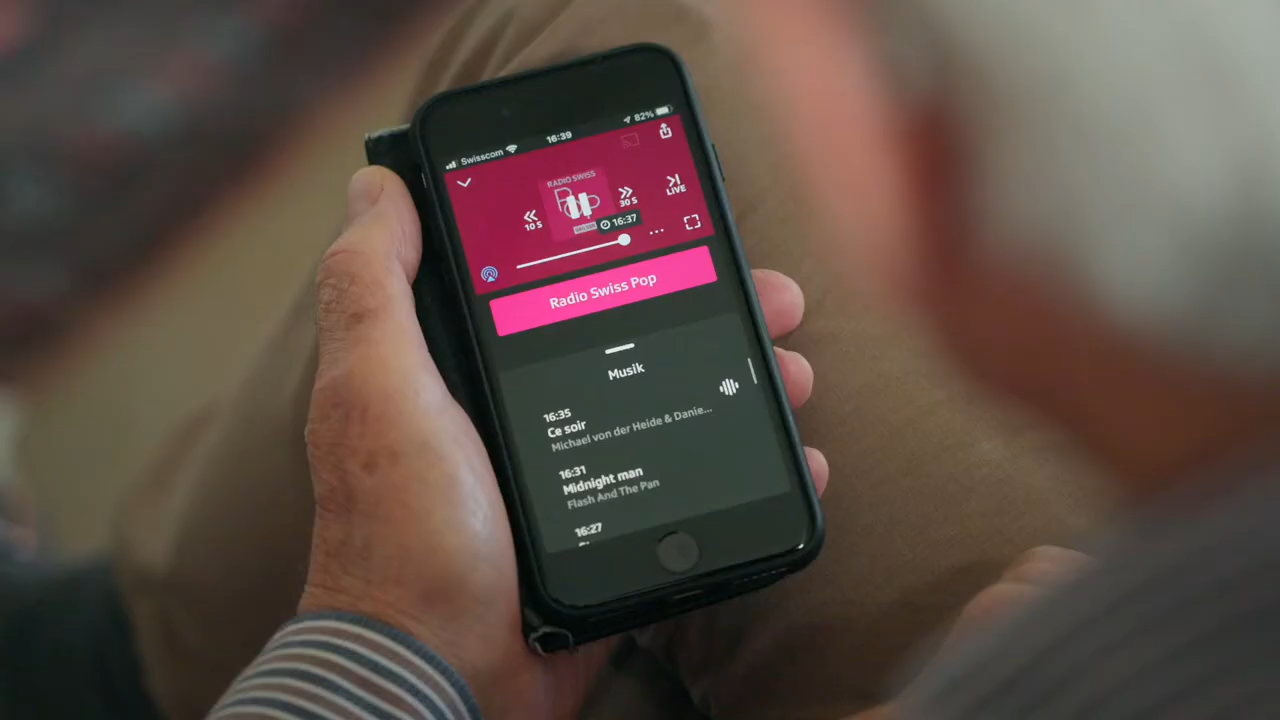 Swisscom
16:39
82%
RADIO SWISS
POP
10 S
30 S
LIVE
16:37
Radio Swiss Pop
Musik
16:35
Ce soir
Michael von der Heide & Danie...
16:31
Midnight man
Flash And The Pan
16:27